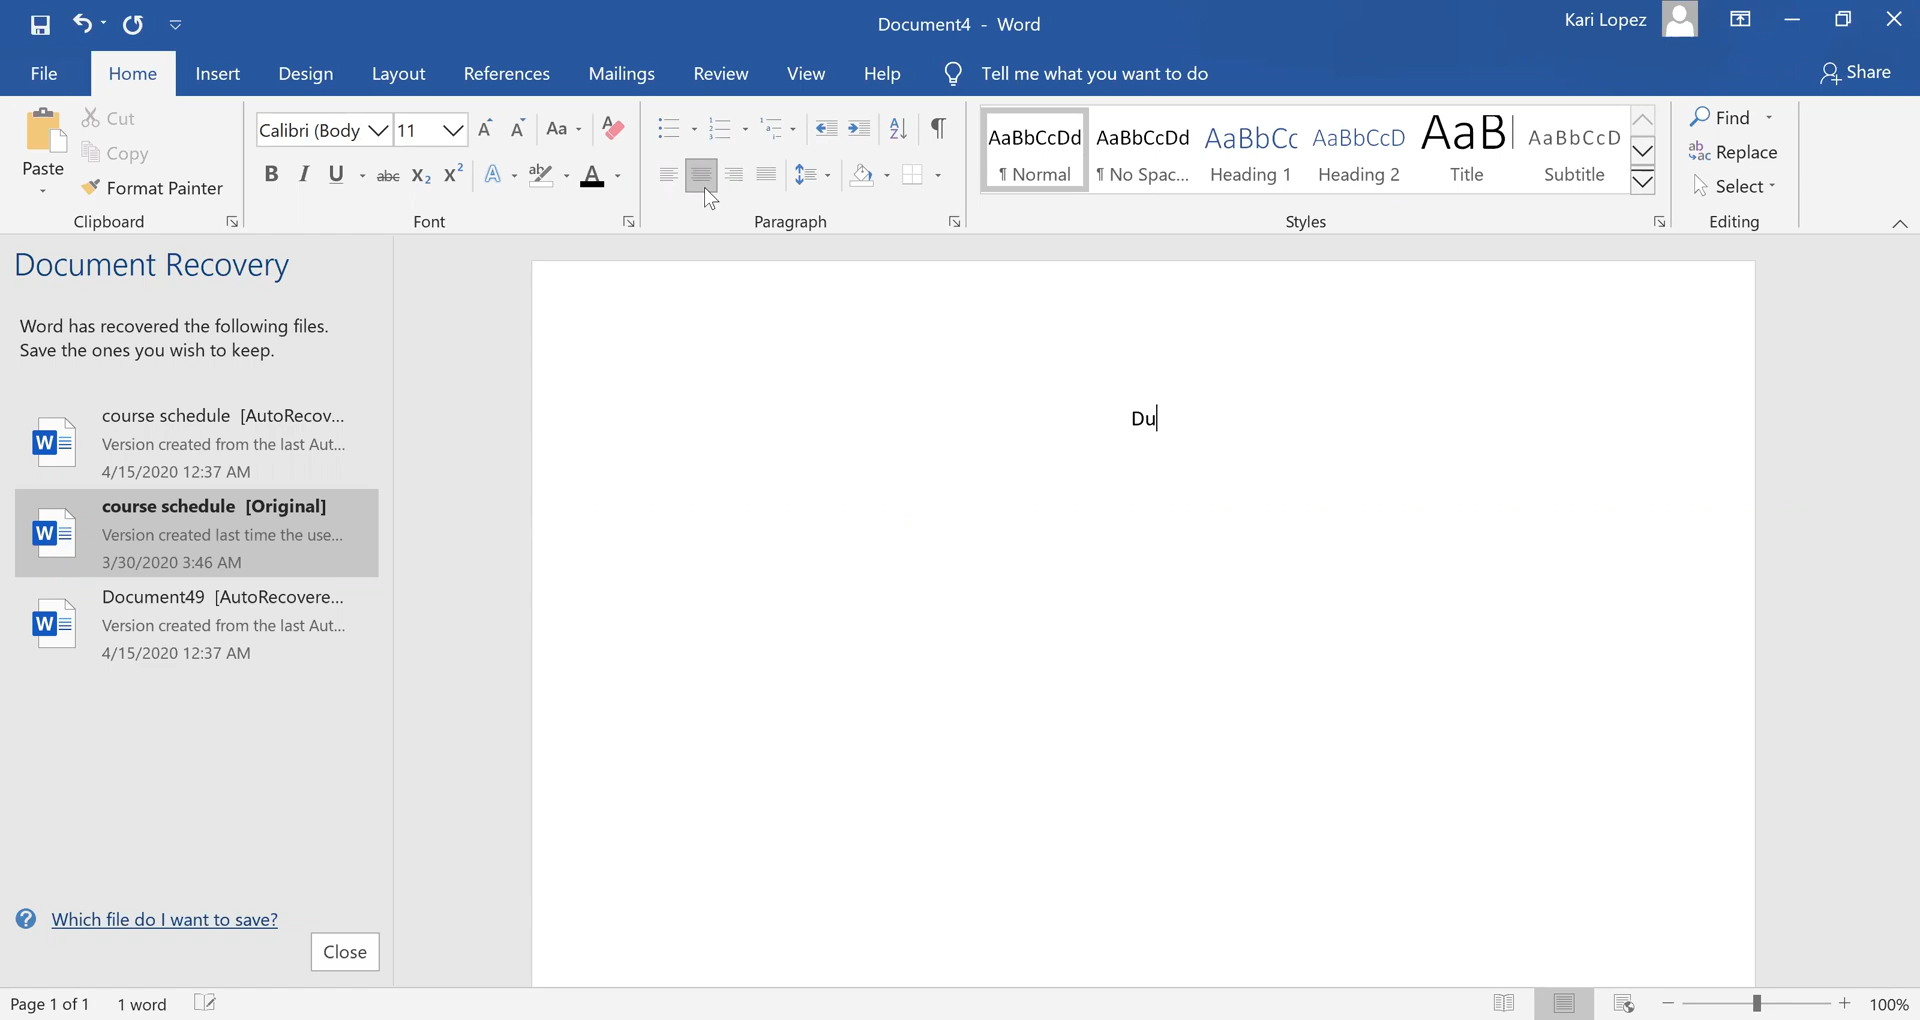 Document4 - Word
Kari Lopez
File Home Insert Design Layout References Mailings Review View Help Tell me what you want to do Share
Paste
Cut
Copy
Format Painter
Clipboard
Calibri (Body 11
Aa
B I U abc X₂ X² A A
Font
Paragraph
AaBbCcDd AaBbCcDd AaBbCc AaBbCcD AaB AaBbCcD
¶ Normal ¶ No Spac... Heading 1 Heading 2 Title Subtitle
Styles
Find
Replace
Select
Editing
Document Recovery
Word has recovered the following files.
Save the ones you wish to keep.
course schedule [AutoRecov...
Version created from the last Aut...
4/15/2020 12:37 AM
course schedule [Original]
Version created last time the use...
3/30/2020 3:46 AM
Document49 [AutoRecovere...
Version created from the last Aut...
4/15/2020 12:37 AM
Which file do I want to save?
Close
Du
Page 1 of 1 1 word
100%